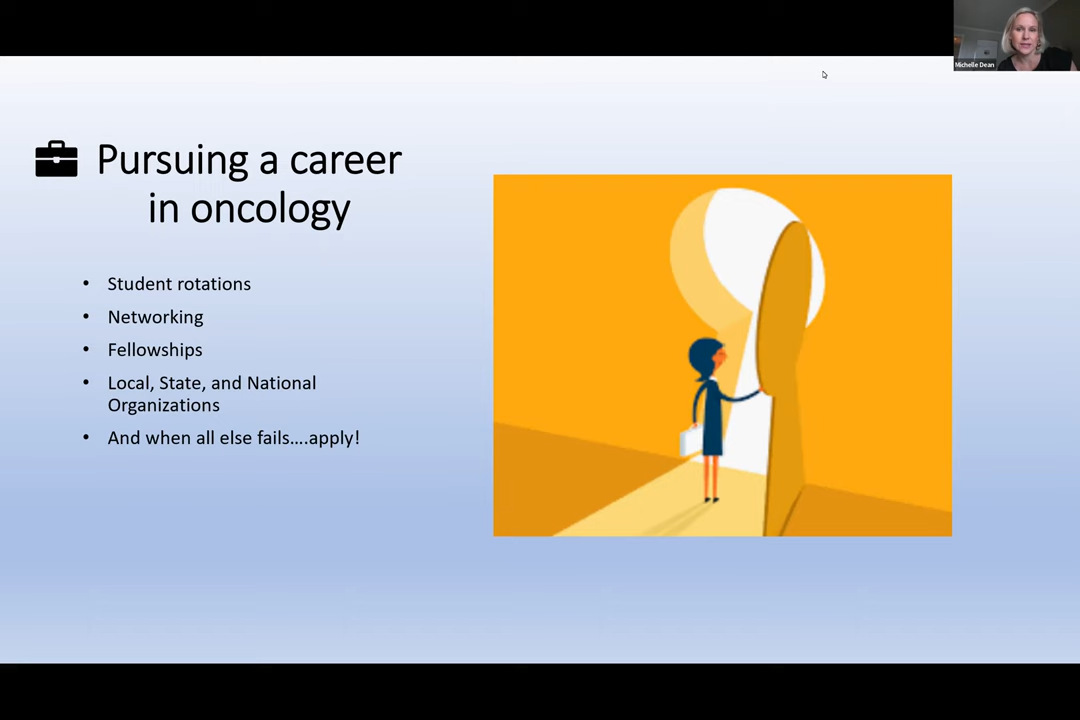 Michelle Dean
Pursuing a career
in oncology
• Student rotations
• Networking
• Fellowships
• Local, State, and National
Organizations
• And when all else fails....apply!